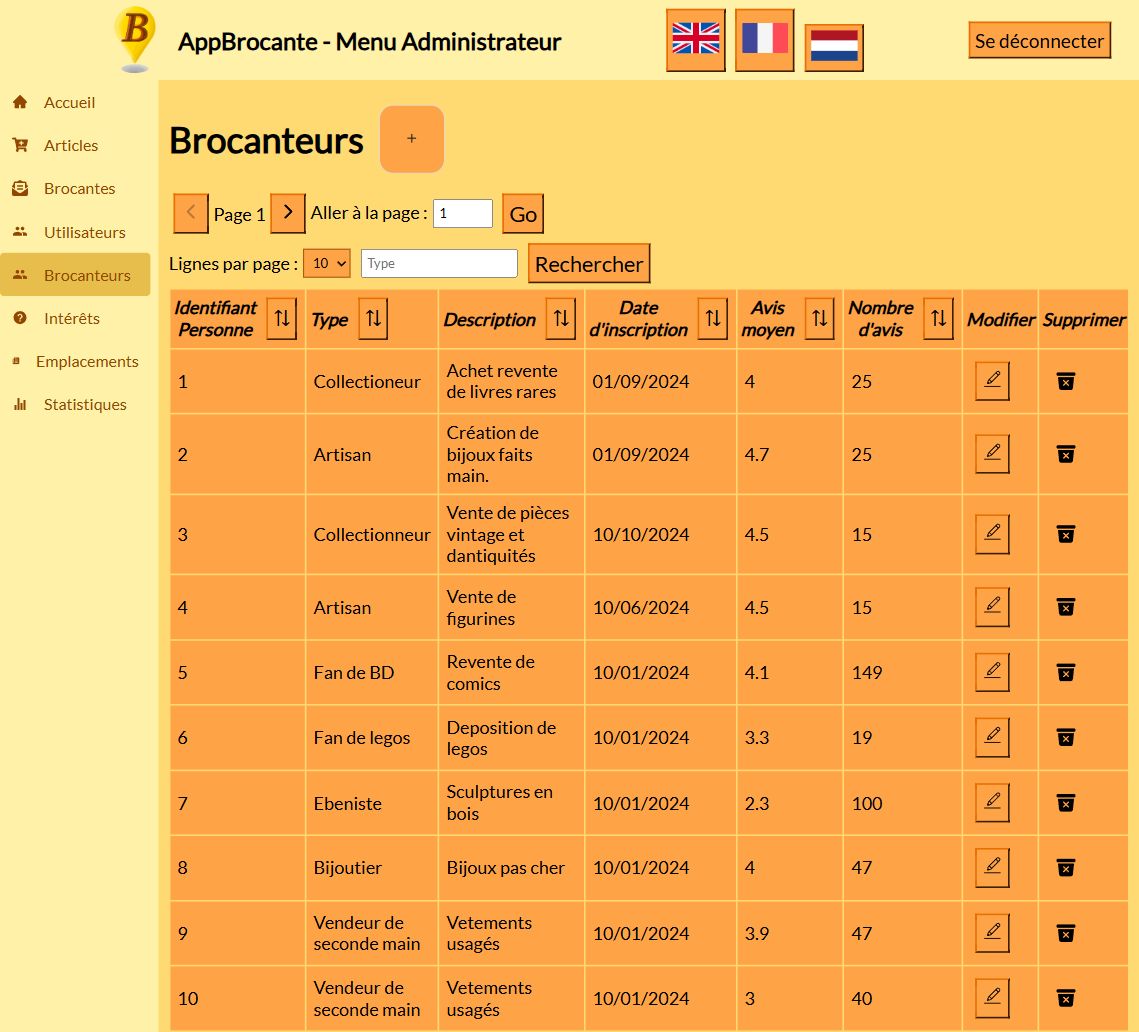 B
AppBrocante - Menu Administrateur
Se déconnecter
Accueil
Articles
Brocantes
Utilisateurs
Brocanteurs
Intérêts
Emplacements
Statistiques
Brocanteurs +
Page 1 Aller à la page : 1 Go
Lignes par page : 10 Type Rechercher
Identifiant Personne Type Description Date d'inscription Avis moyen Nombre d'avis Modifier Supprimer
1 Collectioneur Achet revente de livres rares 01/09/2024 4 25
2 Artisan Création de bijoux faits main. 01/09/2024 4.7 25
3 Collectionneur Vente de pièces vintage et dantiquités 10/10/2024 4.5 15
4 Artisan Vente de figurines 10/06/2024 4.5 15
5 Fan de BD Revente de comics 10/01/2024 4.1 149
6 Fan de legos Deposition de legos 10/01/2024 3.3 19
7 Ebeniste Sculptures en bois 10/01/2024 2.3 100
8 Bijoutier Bijoux pas cher 10/01/2024 4 47
9 Vendeur de seconde main Vetements usagés 10/01/2024 3.9 47
10 Vendeur de seconde main Vetements usagés 10/01/2024 3 40